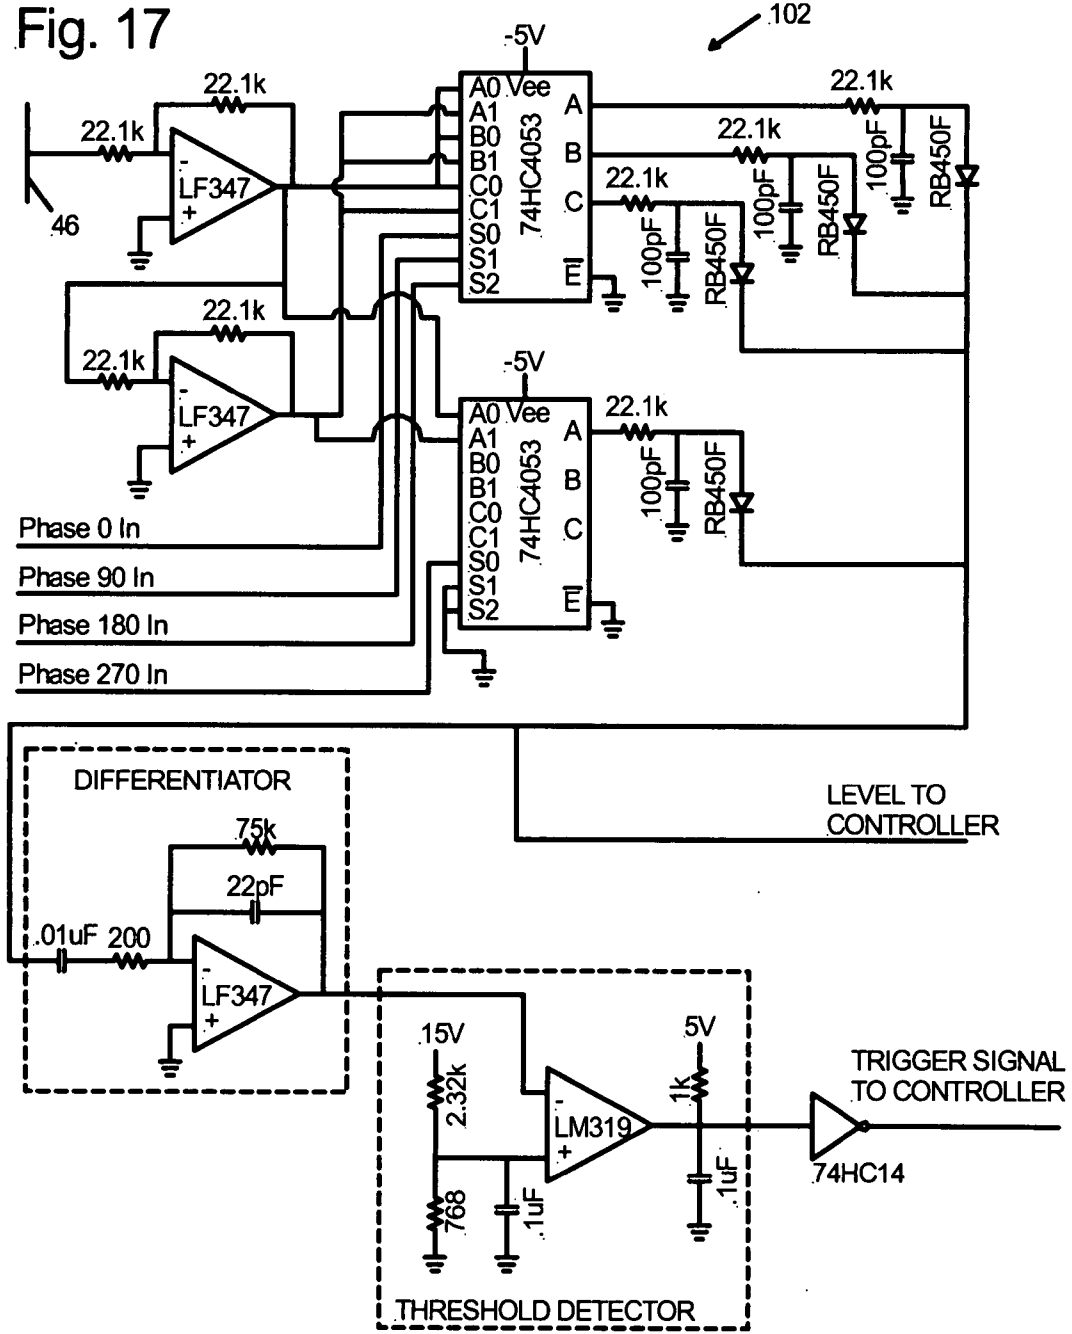 Fig. 17
102
-5V
22.1k
22.1k
-
LF347
+
46
A0 Vee
A1
B0
B1
C0
C1
S0
S1
S2
74HC4053
A
B
C
E
22.1k
100pF
RB450F
22.1k
100pF
RB450F
22.1k
100pF
RB450F
22.1k
22.1k
-
LF347
+
-5V
A0 Vee
A1
B0
B1
C0
C1
S0
S1
S2
74HC4053
A
B
C
E
22.1k
100pF
RB450F
Phase 0 In
Phase 90 In
Phase 180 In
Phase 270 In
DIFFERENTIATOR
75k
22pF
.01uF
200
-
LF347
+
LEVEL TO
CONTROLLER
15V
2.32k
768
.1uF
-
LM319
+
5V
1k
.1uF
THRESHOLD DETECTOR
74HC14
TRIGGER SIGNAL
TO CONTROLLER